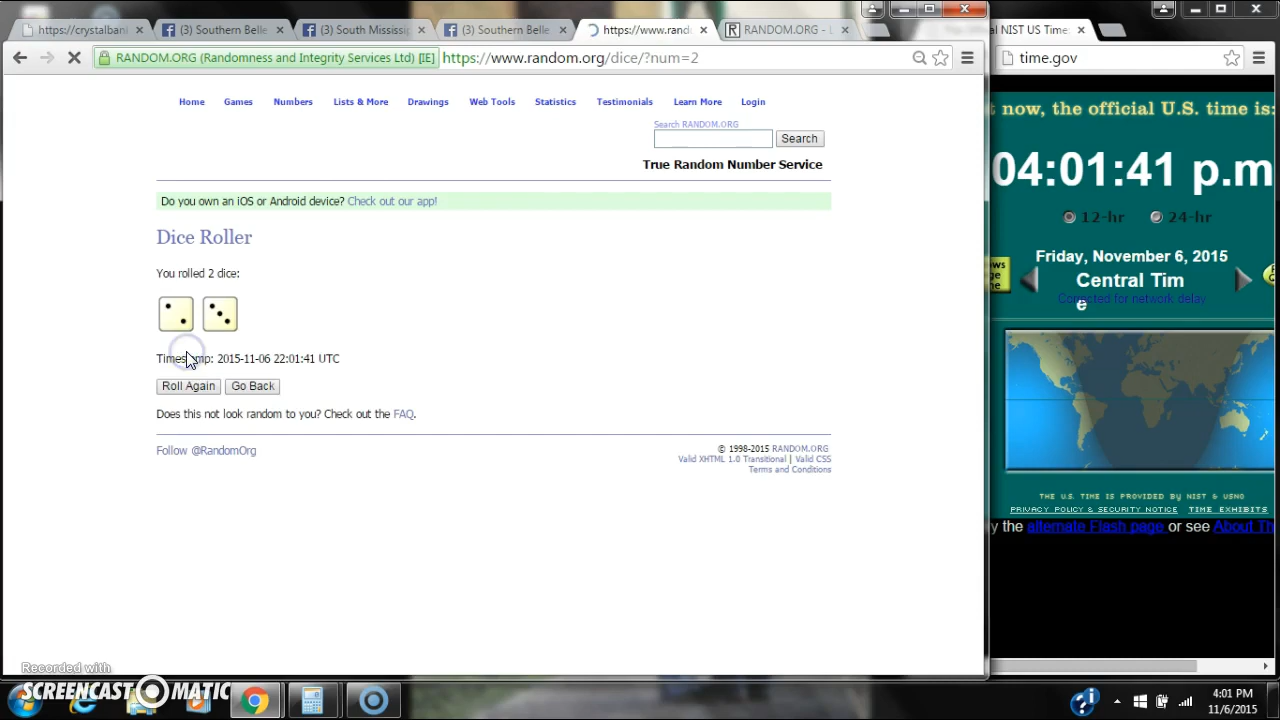 https://crystalban
(3) Southern Belle
(3) South Mississip
(3) Southern Belle
https://www.rand
RANDOM.ORG - L
NIST US Time:
RANDOM.ORG (Randomness and Integrity Services Ltd) [IE]
https://www.random.org/dice/?num=2
time.gov
Home
Games
Numbers
Lists & More
Drawings
Web Tools
Statistics
Testimonials
Learn More
Login
Search RANDOM.ORG
Search
True Random Number Service
Do you own an iOS or Android device? Check out our app!
Dice Roller
You rolled 2 dice:
Timestamp: 2015-11-06 22:01:41 UTC
Roll Again
Go Back
Does this not look random to you? Check out the FAQ.
Follow @RandomOrg
© 1998-2015 RANDOM.ORG
Valid XHTML 1.0 Transitional | Valid CSS
Terms and Conditions
t now, the official U.S. time is:
04:01:41 p.m
12-hr
24-hr
Friday, November 6, 2015
Central Tim
e
Corrected for network delay
THE U.S. TIME IS PROVIDED BY NIST & USNO
PRIVACY POLICY & SECURITY NOTICE
TIME EXHIBITS
y the alternate Flash page or see About Th
Recorded with
SCREENCAST MATIC
4:01 PM
11/6/2015